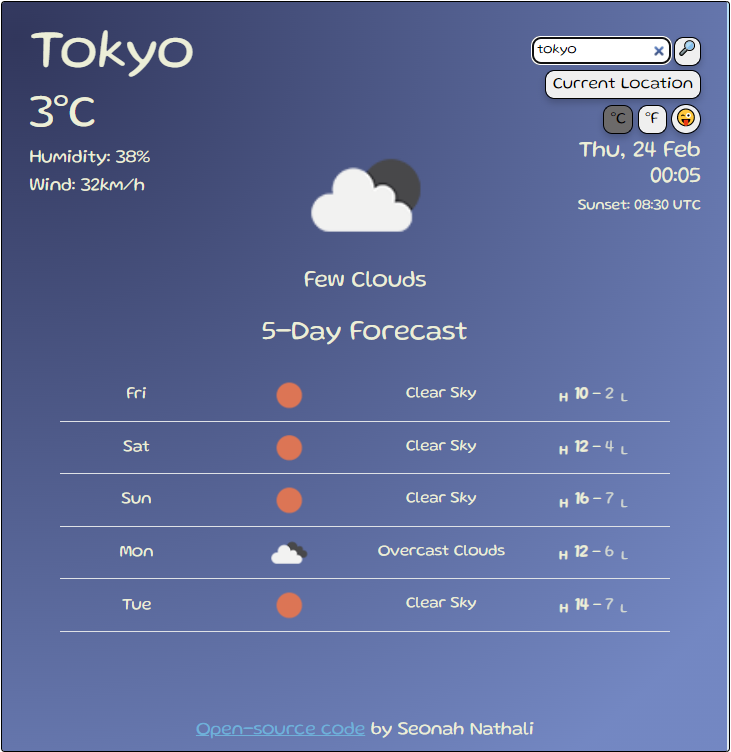 Tokyo
3°C
Humidity: 38%
Wind: 32km/h
tokyo
Current Location
°C °F
Thu, 24 Feb
00:05
Sunset: 08:30 UTC
Few Clouds
5-Day Forecast
Fri Clear Sky H 10 - 2 L
Sat Clear Sky H 12 - 4 L
Sun Clear Sky H 16 - 7 L
Mon Overcast Clouds H 12 - 6 L
Tue Clear Sky H 14 - 7 L
Open-source code by Seonah Nathali